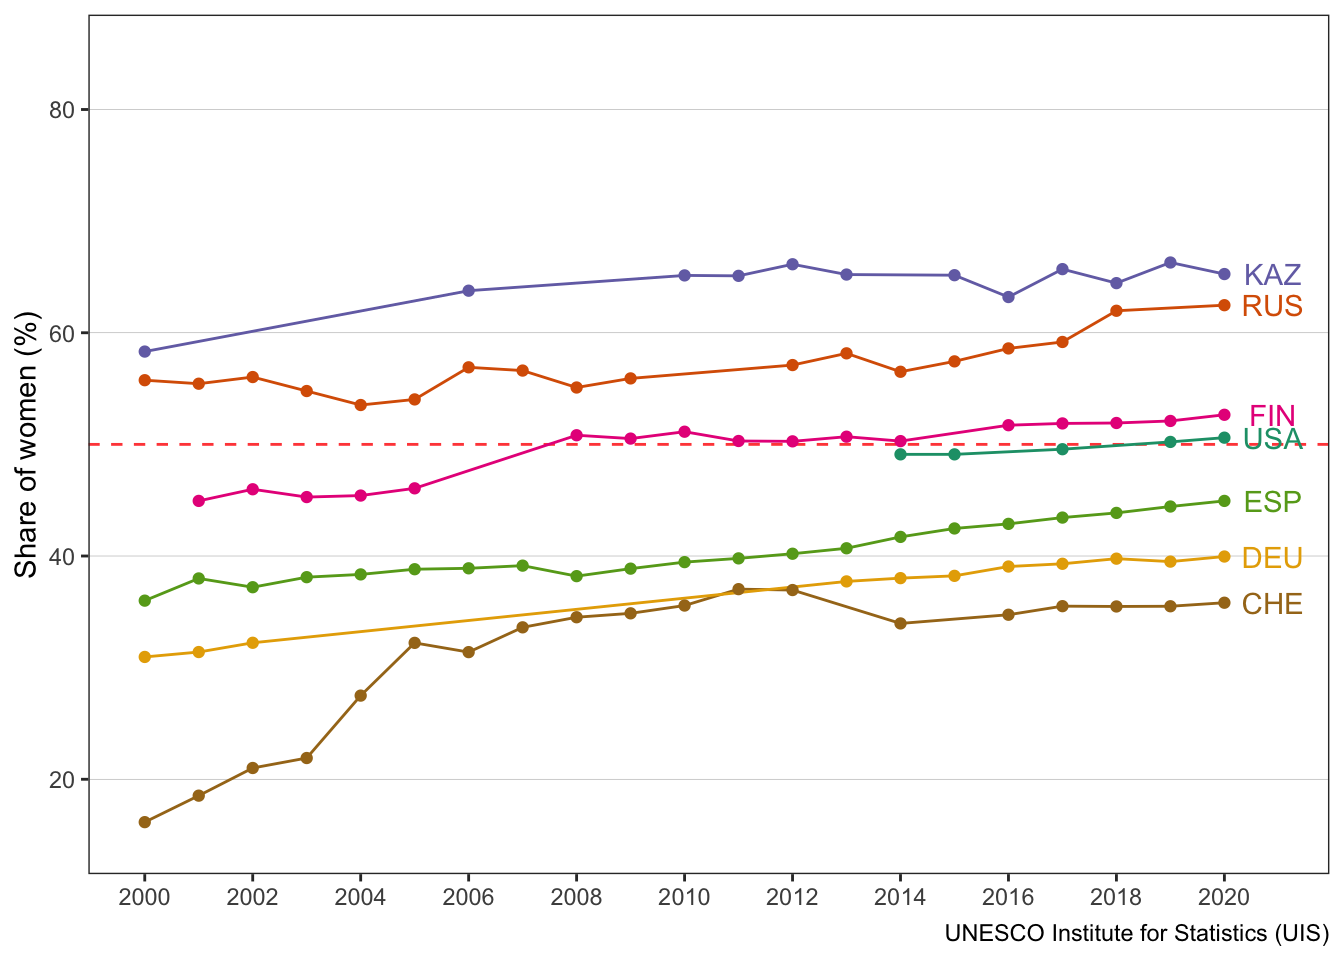 Share of women (%)
80
60
40
20
KAZ
RUS
FIN
USA
ESP
DEU
CHE
2000 2002 2004 2006 2008 2010 2012 2014 2016 2018 2020
UNESCO Institute for Statistics (UIS)